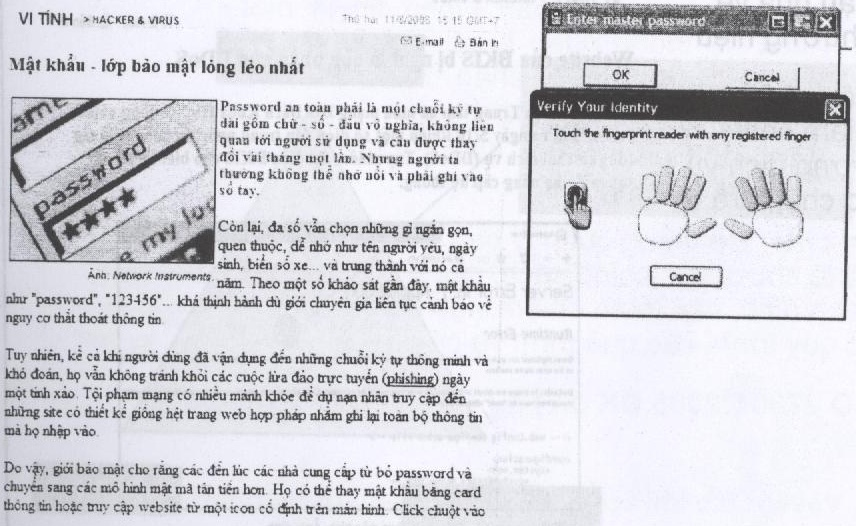 VI TÍNH > HACKER & VIRUS
Thứ hai, 11/6/2006, 15:15 GMT+7
E-mail Bản In
Mật khẩu - lớp bảo mật lỏng lẻo nhất
ame
password
****
e my loc
Password an toàn phải là một chuỗi ký tự
dài gồm chữ - số - dấu vô nghĩa, không liên
quan tới người sử dụng và cần được thay
đổi vài tháng một lần. Nhưng người ta
thường không thể nhớ nổi và phải ghi vào
sổ tay.
Còn lại, đa số vẫn chọn những gì ngắn gọn,
quen thuộc, dễ nhớ như tên người yêu, ngày
sinh, biển số xe... và trung thành với nó cả
Ảnh: Network Instruments
năm. Theo một số khảo sát gần đây, mật khẩu
như "password", "123456"... khá thịnh hành dù giới chuyên gia liên tục cảnh báo về
nguy cơ thất thoát thông tin.
Tuy nhiên, kể cả khi người dùng đã vận dụng đến những chuỗi ký tự thông minh và
khó đoán, họ vẫn không tránh khỏi các cuộc lừa đảo trực tuyến (phishing) ngày
một tinh xảo. Tội phạm mạng có nhiều mánh khóe để dụ nạn nhân truy cập đến
những site có thiết kế giống hệt trang web hợp pháp nhằm ghi lại toàn bộ thông tin
mà họ nhập vào.
Do vậy, giới bảo mật cho rằng các đến lúc các nhà cung cấp từ bỏ password và
chuyển sang các mô hình mật mã tân tiến hơn. Họ có thể thay mật khẩu bằng card
thông tin hoặc truy cập website từ một icon cố định trên màn hình. Click chuột vào
Enter master password
OK
Cancel
Verify Your Identity
Touch the fingerprint reader with any registered finger
Cancel